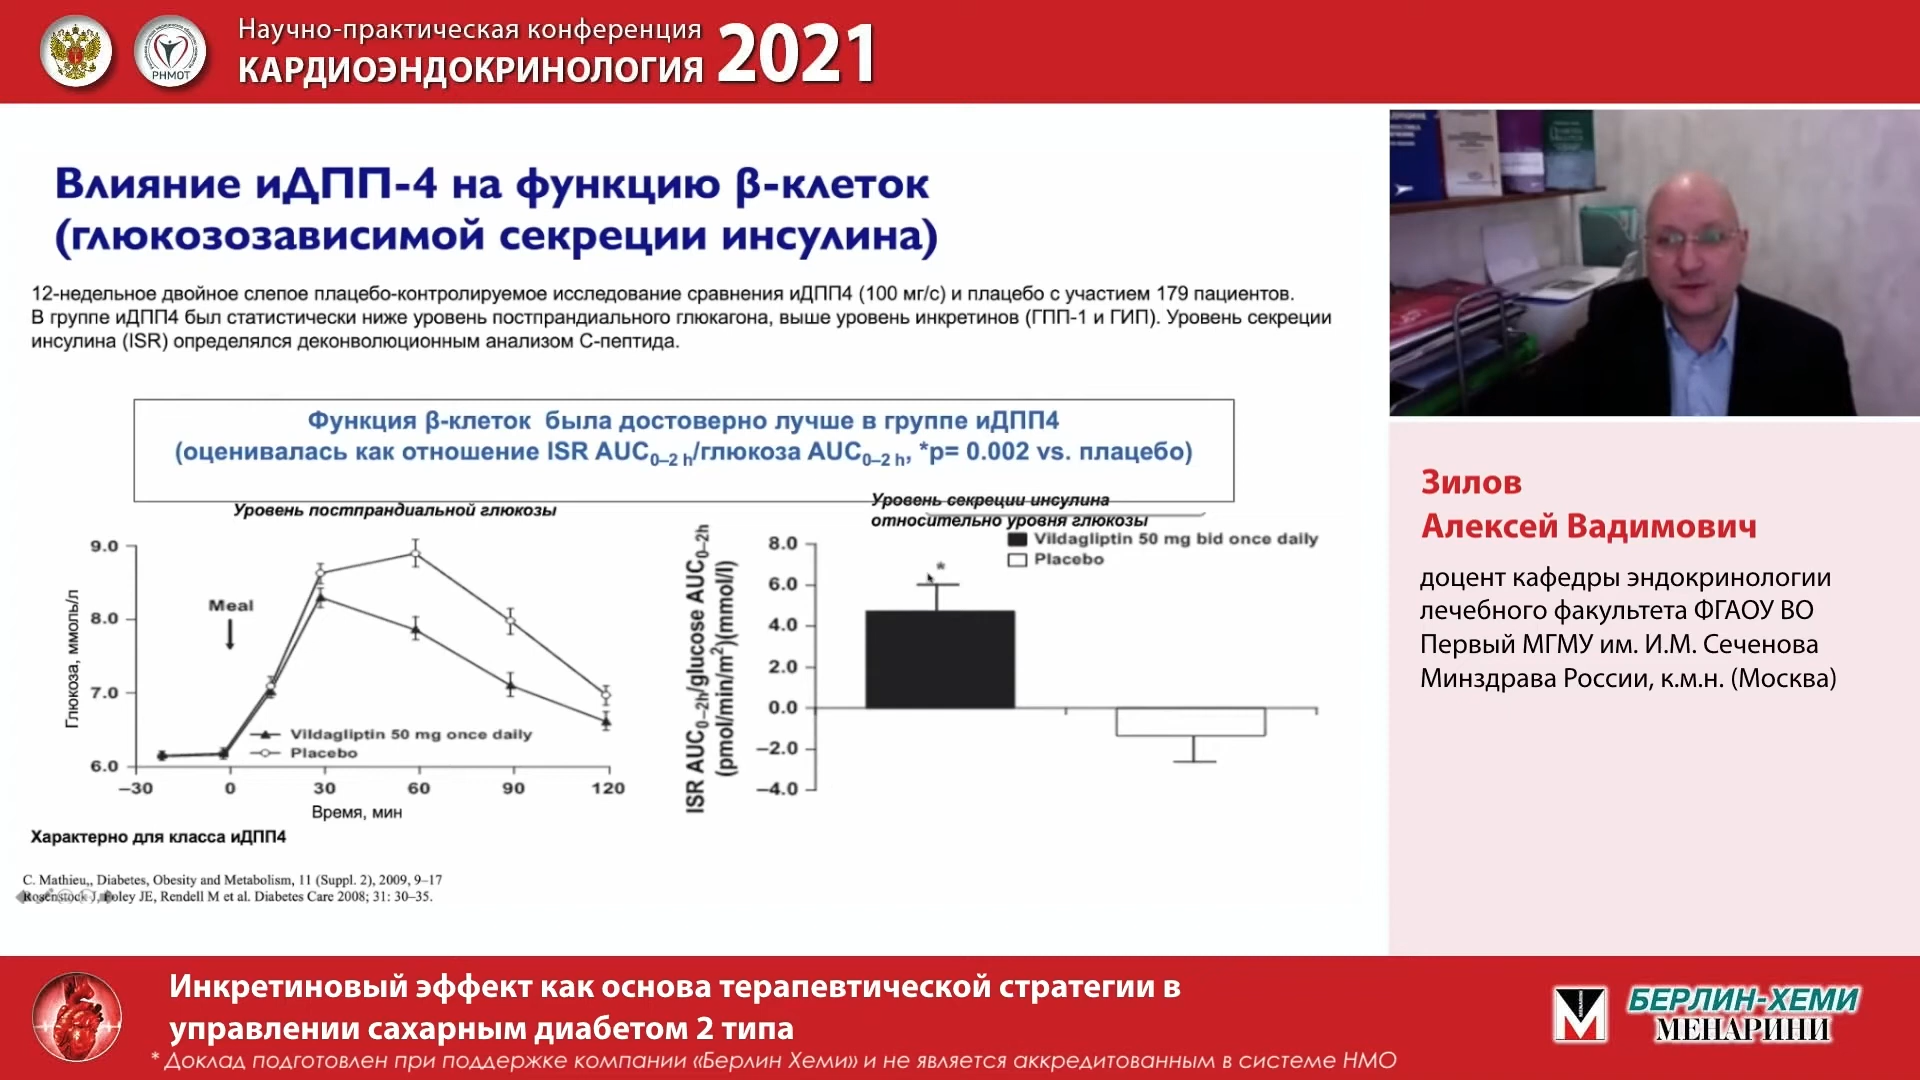 Научно-практическая конференция
КАРДИОЭНДОКРИНОЛОГИЯ 2021
РНМОТ
Влияние иДПП-4 на функцию β-клеток
(глюкозозависимой секреции инсулина)
12-недельное двойное слепое плацебо-контролируемое исследование сравнения иДПП4 (100 мг/с) и плацебо с участием 179 пациентов.
В группе иДПП4 был статистически ниже уровень постпрандиального глюкагона, выше уровень инкретинов (ГПП-1 и ГИП). Уровень секреции
инсулина (ISR) определялся деконволюционным анализом С-пептида.
Функция β-клеток была достоверно лучше в группе иДПП4
(оценивалась как отношение ISR AUC0–2 h/глюкоза AUC0–2 h, *p= 0.002 vs. плацебо)
Уровень постпрандиальной глюкозы
Глюкоза, ммоль/л
9.0
8.0
7.0
6.0
Meal
Vildagliptin 50 mg once daily
Placebo
–30 0 30 60 90 120
Время, мин
Уровень секреции инсулина
относительно уровня глюкозы
Vildagliptin 50 mg bid once daily
Placebo
ISR AUC0–2h/glucose AUC0–2h
(pmol/min/m2)(mmol/l)
8.0
6.0
4.0
2.0
0.0
–2.0
–4.0
*
Характерно для класса иДПП4
C. Mathieu,, Diabetes, Obesity and Metabolism, 11 (Suppl. 2), 2009, 9–17
Rosenstock J, Foley JE, Rendell M et al. Diabetes Care 2008; 31: 30–35.
Зилов
Алексей Вадимович
доцент кафедры эндокринологии
лечебного факультета ФГАОУ ВО
Первый МГМУ им. И.М. Сеченова
Минздрава России, к.м.н. (Москва)
Инкретиновый эффект как основа терапевтической стратегии в
управлении сахарным диабетом 2 типа
* Доклад подготовлен при поддержке компании «Берлин Хеми» и не является аккредитованным в системе НМО
БЕРЛИН-ХЕМИ
МЕНАРИНИ